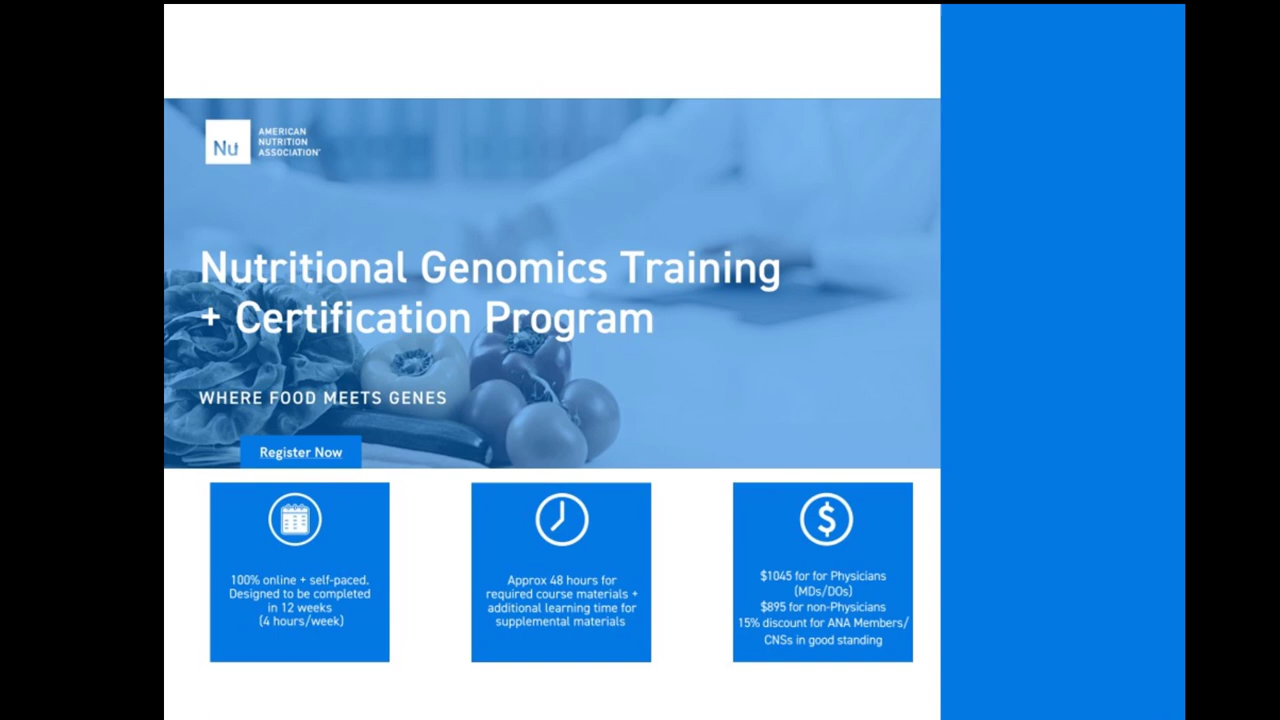 Nu
AMERICAN
NUTRITION
ASSOCIATION®
Nutritional Genomics Training
+ Certification Program
WHERE FOOD MEETS GENES
Register Now
100% online + self-paced.
Designed to be completed
in 12 weeks
(4 hours/week)
Approx 48 hours for
required course materials +
additional learning time for
supplemental materials
$
$1045 for for Physicians
(MDs/DOs)
$895 for non-Physicians
15% discount for ANA Members/
CNSs in good standing